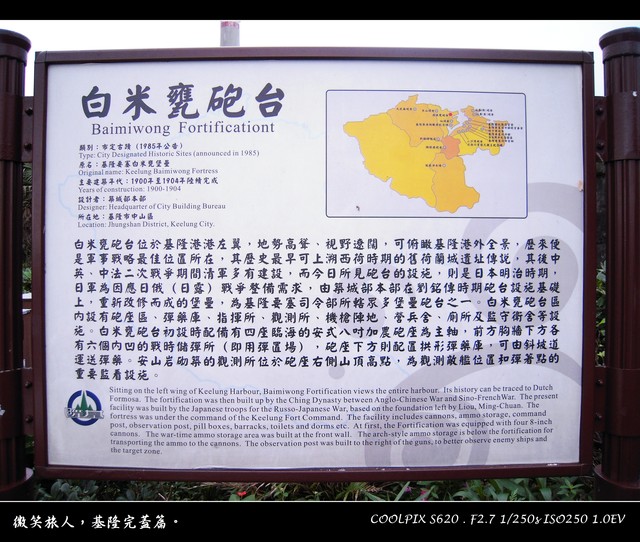 白米甕砲台
Baimiwong Fortificationt
類別：市定古蹟（1985年公告）
Type: City Designated Historic Sites (announced in 1985)
原名：基隆要塞白米甕堡壘
Original name: Keelung Baimiwong Fortress
主要建築年代：1900年至1904年陸續完成
Years of construction: 1900-1904
設計者：築城部本部
Designer: Headquarter of City Building Bureau
所在地：基隆市中山區
Location: Jhungshan District, Keelung City.
白米甕砲台位於基隆港港左翼，地勢高聳、視野遼闊，可俯瞰基隆港外全景，歷來便
是軍事戰略最佳位置所在，其歷史最早可上溯西荷時期的舊荷蘭城遺址傳說，其後中
英、中法二次戰爭期間清軍多有建設，而今日所見砲台的設施，則是日本明治時期，
日軍為因應日俄（日露）戰爭整備需求，由築城部本部在劉銘傳時期砲台設施基礎
上，重新改修而成的堡壘，為基隆要塞司令部所轄眾多堡壘砲台之一。白米甕砲台區
內設有砲座區、彈藥庫、指揮所、觀測所、機槍陣地、營兵舍、廁所及監守衛舍等設
施。白米甕砲台初設時配備有四座臨海的安式八吋加農砲座為主軸，前方胸牆下方各
有六個內凹的戰時儲彈所（即用彈置場），砲座下方則配置拱形彈藥庫，可由斜坡道
運送彈藥。安山岩砌築的觀測所位於砲座右側山頂高點，為觀測敵艦位置和彈著點的
重要監看設施。
Sitting on the left wing of Keelung Harbour, Baimiwong Fortification views the entire harbour. Its history can be traced to Dutch
Formosa. The fortification was then built up by the Ching Dynasty between Anglo-Chinese War and Sino-FrenchWar. The present
facility was built by the Japanese troops for the Russo-Japanese War, based on the foundation left by Liou, Ming-Chuan. The
fortress was under the command of the Keelung Fort Command. The facility includes cannons, ammo storage, command
post, observation post, pill boxes, barracks, toilets and dorms etc. At first, the Fortification was equipped with four 8-inch
cannons. The war-time ammo storage area was built at the front wall. The arch-style ammo storage is below the fortification for
transporting the ammo to the cannons. The observation post was built to the right of the guns, to better observe enemy ships and
the target zone.
微笑旅人，基隆完蓋篇。
COOLPIX S620 . F2.7 1/250s ISO250 1.0EV